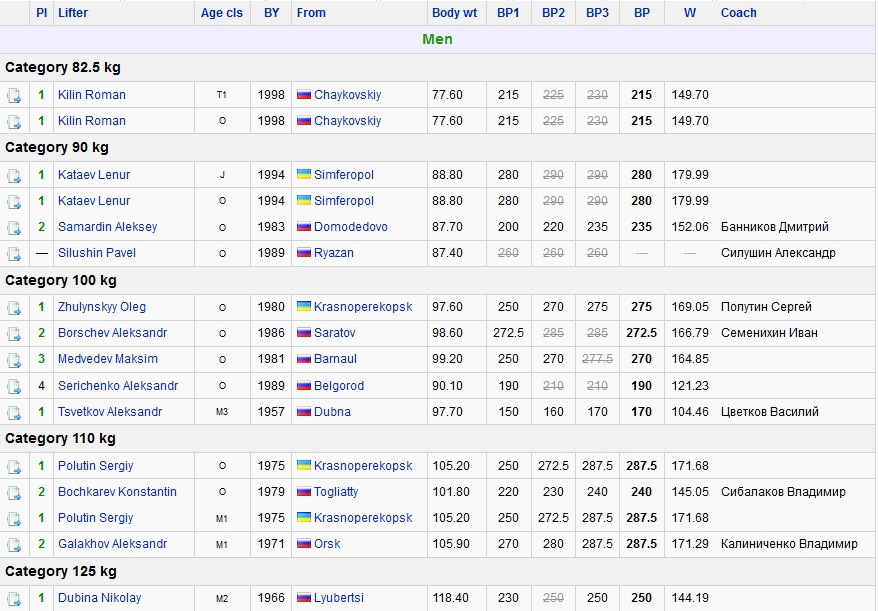 Pl Lifter Age cls BY From Body wt BP1 BP2 BP3 BP W Coach
Men
Category 82.5 kg
1 Kilin Roman T1 1998 Chaykovskiy 77.60 215 225 230 215 149.70
1 Kilin Roman O 1998 Chaykovskiy 77.60 215 225 230 215 149.70
Category 90 kg
1 Kataev Lenur J 1994 Simferopol 88.80 280 290 290 280 179.99
1 Kataev Lenur O 1994 Simferopol 88.80 280 290 290 280 179.99
2 Samardin Aleksey O 1983 Domodedovo 87.70 200 220 235 235 152.06 Банников Дмитрий
— Silushin Pavel O 1989 Ryazan 87.40 260 260 260 — — Силушин Александр
Category 100 kg
1 Zhulynskyy Oleg O 1980 Krasnoperekopsk 97.60 250 270 275 275 169.05 Полутин Сергей
2 Borschev Aleksandr O 1986 Saratov 98.60 272.5 285 285 272.5 166.79 Семенихин Иван
3 Medvedev Maksim O 1981 Barnaul 99.20 250 270 277.5 270 164.85
4 Serichenko Aleksandr O 1989 Belgorod 90.10 190 210 210 190 121.23
1 Tsvetkov Aleksandr M3 1957 Dubna 97.70 150 160 170 170 104.46 Цветков Василий
Category 110 kg
1 Polutin Sergiy O 1975 Krasnoperekopsk 105.20 250 272.5 287.5 287.5 171.68
2 Bochkarev Konstantin O 1979 Togliatty 101.80 220 230 240 240 145.05 Сибалаков Владимир
1 Polutin Sergiy M1 1975 Krasnoperekopsk 105.20 250 272.5 287.5 287.5 171.68
2 Galakhov Aleksandr M1 1971 Orsk 105.90 270 280 287.5 287.5 171.29 Калиниченко Владимир
Category 125 kg
1 Dubina Nikolay M2 1966 Lyubertsi 118.40 230 250 250 250 144.19